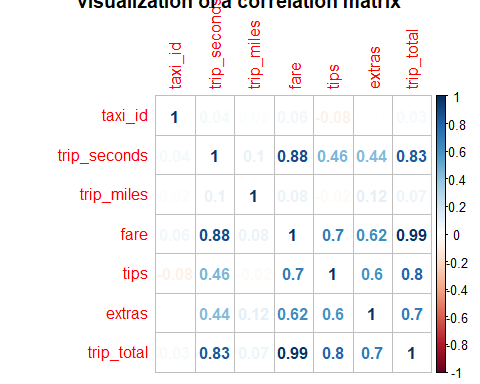 visualization of a correlation matrix
taxi_id trip_seconds trip_miles fare tips extras trip_total
taxi_id 1 0.04 0.06 -0.08 0.03
trip_seconds 0.04 1 0.1 0.88 0.46 0.44 0.83
trip_miles 0.1 1 0.08 -0.02 0.12 0.07
fare 0.06 0.88 0.08 1 0.7 0.62 0.99
tips -0.08 0.46 -0.02 0.7 1 0.6 0.8
extras 0.44 0.12 0.62 0.6 1 0.7
trip_total 0.03 0.83 0.07 0.99 0.8 0.7 1
1
0.8
0.6
0.4
0.2
0
-0.2
-0.4
-0.6
-0.8
-1